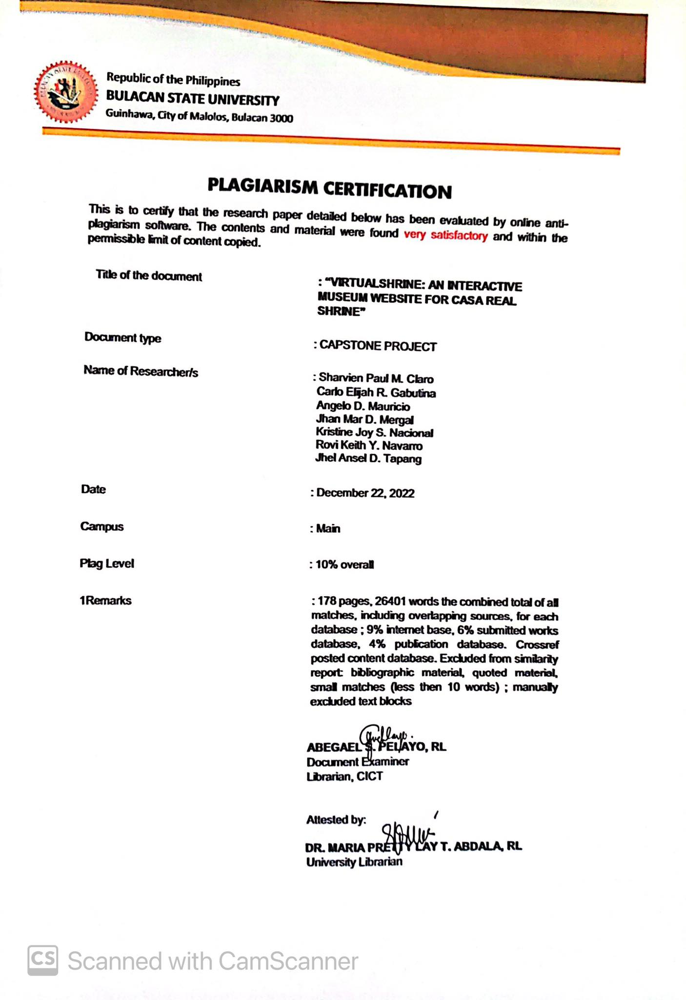 Republic of the Philippines
BULACAN STATE UNIVERSITY
Guinhawa, City of Malolos, Bulacan 3000
PLAGIARISM CERTIFICATION
This is to certify that the research paper detailed below has been evaluated by online anti-
plagiarism software. The contents and material were found very satisfactory and within the
permissible limit of content copied.
Title of the document : “VIRTUALSHRINE: AN INTERACTIVE
MUSEUM WEBSITE FOR CASA REAL
SHRINE”
Document type : CAPSTONE PROJECT
Name of Researcher/s : Sharvien Paul M. Claro
Carlo Elijah R. Gabutina
Angelo D. Mauricio
Jhan Mar D. Mergal
Kristine Joy S. Nacional
Rovi Keith Y. Navarro
Jhel Ansel D. Tapang
Date : December 22, 2022
Campus : Main
Plag Level : 10% overall
1Remarks : 178 pages, 26401 words the combined total of all
matches, including overlapping sources, for each
database ; 9% internet base, 6% submitted works
database, 4% publication database. Crossref
posted content database. Excluded from similarity
report: bibliographic material, quoted material,
small matches (less then 10 words) ; manually
excluded text blocks
ABEGAEL S. PELAYO, RL
Document Examiner
Librarian, CICT
Attested by:
DR. MARIA PRETTY LAY T. ABDALA, RL
University Librarian
CS Scanned with CamScanner